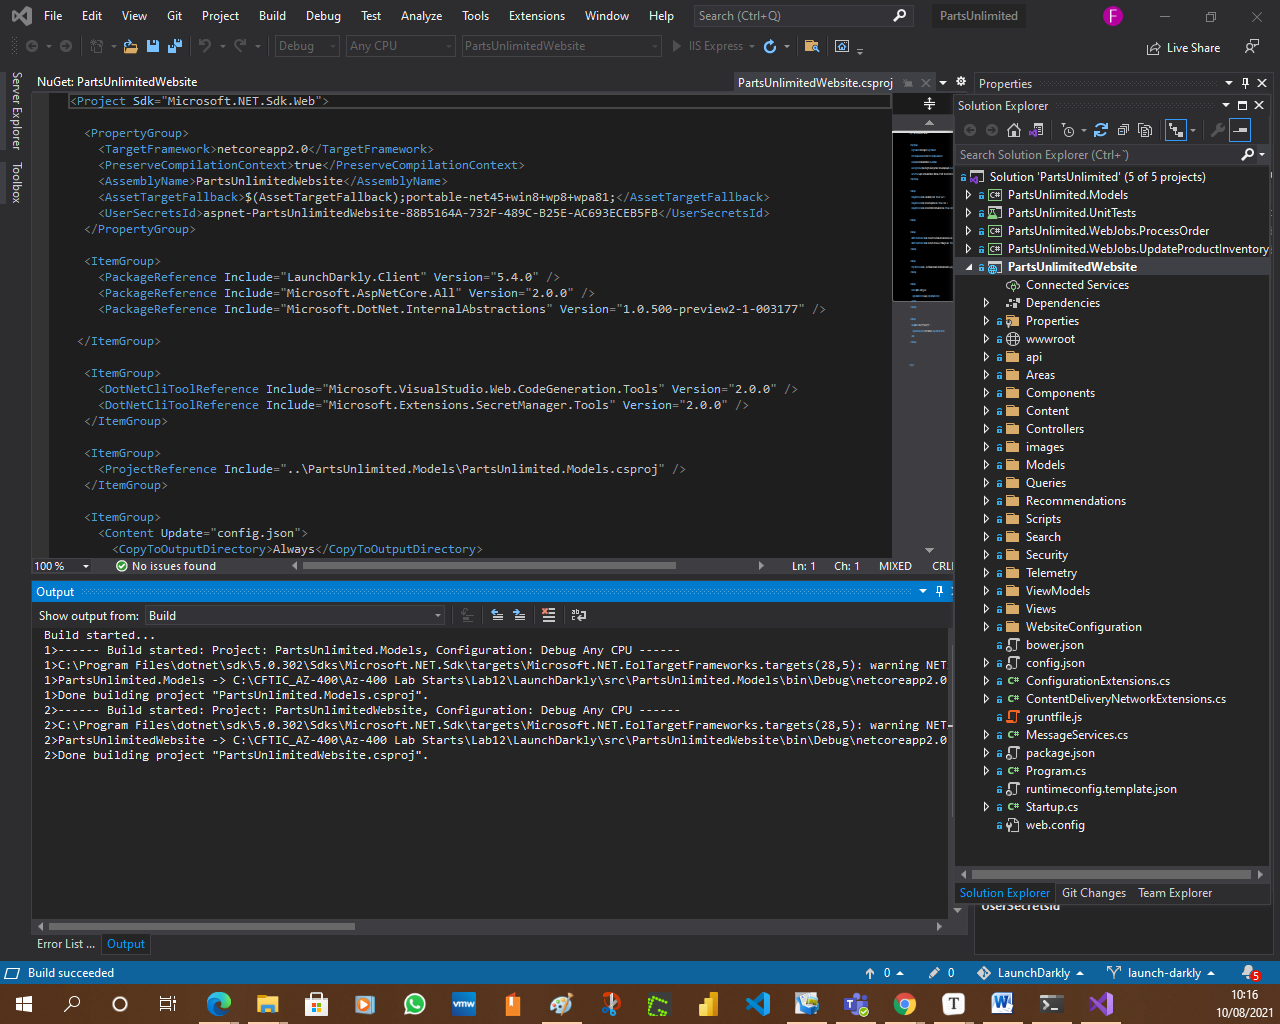 File Edit View Git Project Build Debug Test Analyze Tools Extensions Window Help Search (Ctrl+Q) PartsUnlimited F
Debug Any CPU PartsUnlimitedWebsite IIS Express Live Share
Server Explorer
Toolbox
NuGet: PartsUnlimitedWebsite PartsUnlimitedWebsite.csproj
<Project Sdk="Microsoft.NET.Sdk.Web">
<PropertyGroup>
<TargetFramework>netcoreapp2.0</TargetFramework>
<PreserveCompilationContext>true</PreserveCompilationContext>
<AssemblyName>PartsUnlimitedWebsite</AssemblyName>
<AssetTargetFallback>$(AssetTargetFallback);portable-net45+win8+wp8+wpa81;</AssetTargetFallback>
<UserSecretsId>aspnet-PartsUnlimitedWebsite-88B5164A-732F-489C-B25E-AC693ECEB5FB</UserSecretsId>
</PropertyGroup>
<ItemGroup>
<PackageReference Include="LaunchDarkly.Client" Version="5.4.0" />
<PackageReference Include="Microsoft.AspNetCore.All" Version="2.0.0" />
<PackageReference Include="Microsoft.DotNet.InternalAbstractions" Version="1.0.500-preview2-1-003177" />
</ItemGroup>
<ItemGroup>
<DotNetCliToolReference Include="Microsoft.VisualStudio.Web.CodeGeneration.Tools" Version="2.0.0" />
<DotNetCliToolReference Include="Microsoft.Extensions.SecretManager.Tools" Version="2.0.0" />
</ItemGroup>
<ItemGroup>
<ProjectReference Include="..\PartsUnlimited.Models\PartsUnlimited.Models.csproj" />
</ItemGroup>
<ItemGroup>
<Content Update="config.json">
<CopyToOutputDirectory>Always</CopyToOutputDirectory>
100 % No issues found Ln: 1 Ch: 1 MIXED CRL
Output
Show output from: Build
Build started...
1>------ Build started: Project: PartsUnlimited.Models, Configuration: Debug Any CPU ------
1>C:\Program Files\dotnet\sdk\5.0.302\Sdks\Microsoft.NET.Sdk\targets\Microsoft.NET.EolTargetFrameworks.targets(28,5): warning NET
1>PartsUnlimited.Models -> C:\CFTIC_AZ-400\Az-400 Lab Starts\Lab12\LaunchDarkly\src\PartsUnlimited.Models\bin\Debug\netcoreapp2.0
1>Done building project "PartsUnlimited.Models.csproj".
2>------ Build started: Project: PartsUnlimitedWebsite, Configuration: Debug Any CPU ------
2>C:\Program Files\dotnet\sdk\5.0.302\Sdks\Microsoft.NET.Sdk\targets\Microsoft.NET.EolTargetFrameworks.targets(28,5): warning NET
2>PartsUnlimitedWebsite -> C:\CFTIC_AZ-400\Az-400 Lab Starts\Lab12\LaunchDarkly\src\PartsUnlimitedWebsite\bin\Debug\netcoreapp2.0
2>Done building project "PartsUnlimitedWebsite.csproj".
Error List ... Output
Properties
Solution Explorer
Search Solution Explorer (Ctrl+¨)
Solution 'PartsUnlimited' (5 of 5 projects)
PartsUnlimited.Models
PartsUnlimited.UnitTests
PartsUnlimited.WebJobs.ProcessOrder
PartsUnlimited.WebJobs.UpdateProductInventory
PartsUnlimitedWebsite
Connected Services
Dependencies
Properties
wwwroot
api
Areas
Components
Content
Controllers
images
Models
Queries
Recommendations
Scripts
Search
Security
Telemetry
ViewModels
Views
WebsiteConfiguration
bower.json
config.json
ConfigurationExtensions.cs
ContentDeliveryNetworkExtensions.cs
gruntfile.js
MessageServices.cs
package.json
Program.cs
runtimeconfig.template.json
Startup.cs
web.config
Solution Explorer Git Changes Team Explorer
UserSecretsId
Build succeeded 0 0 LaunchDarkly launch-darkly 5
vmw T W
10:16
10/08/2021